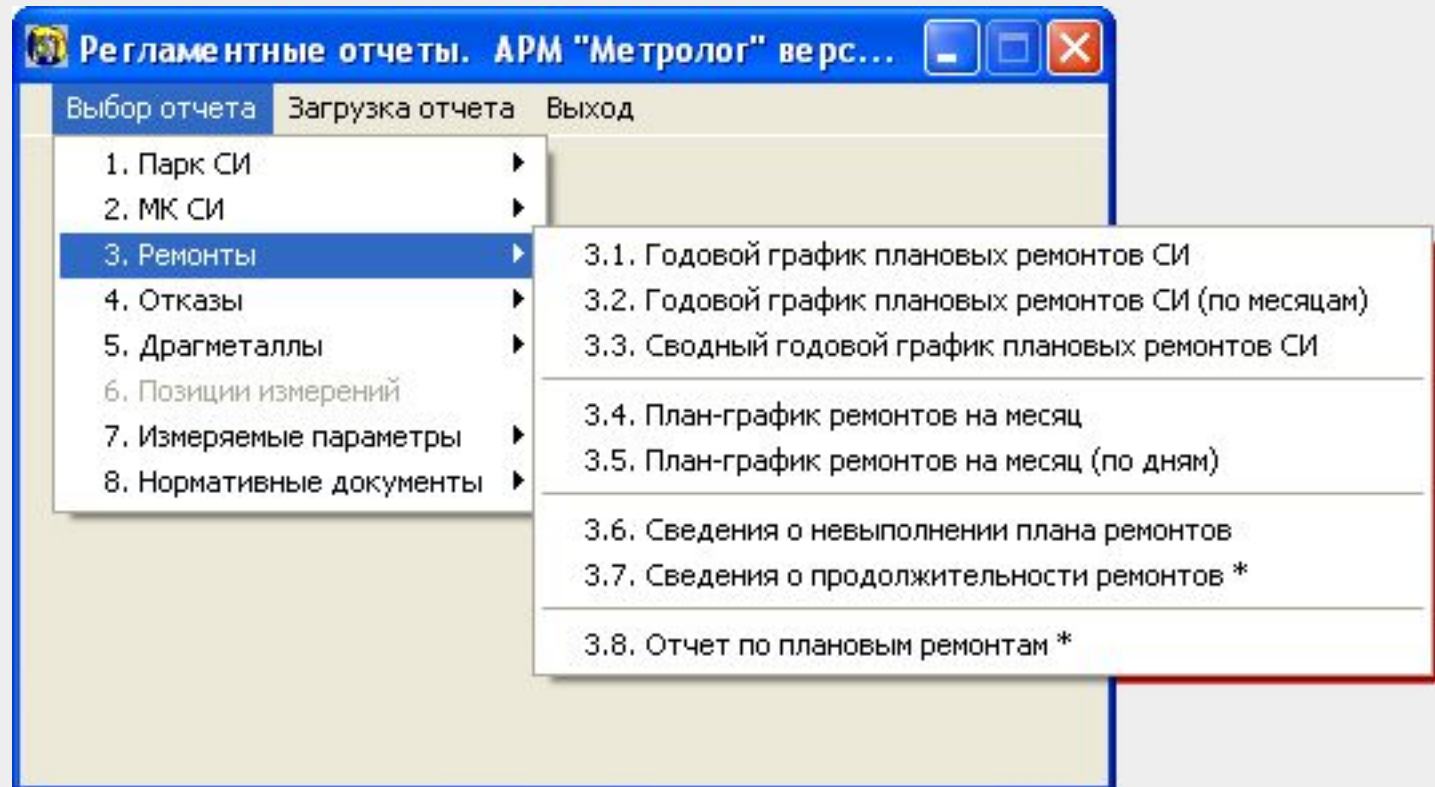 Регламентные отчеты. АРМ "Метролог" верс...
Выбор отчета Загрузка отчета Выход
1. Парк СИ
2. МК СИ
3. Ремонты
4. Отказы
5. Драгметаллы
6. Позиции измерений
7. Измеряемые параметры
8. Нормативные документы
3.1. Годовой график плановых ремонтов СИ
3.2. Годовой график плановых ремонтов СИ (по месяцам)
3.3. Сводный годовой график плановых ремонтов СИ
3.4. План-график ремонтов на месяц
3.5. План-график ремонтов на месяц (по дням)
3.6. Сведения о невыполнении плана ремонтов
3.7. Сведения о продолжительности ремонтов *
3.8. Отчет по плановым ремонтам *